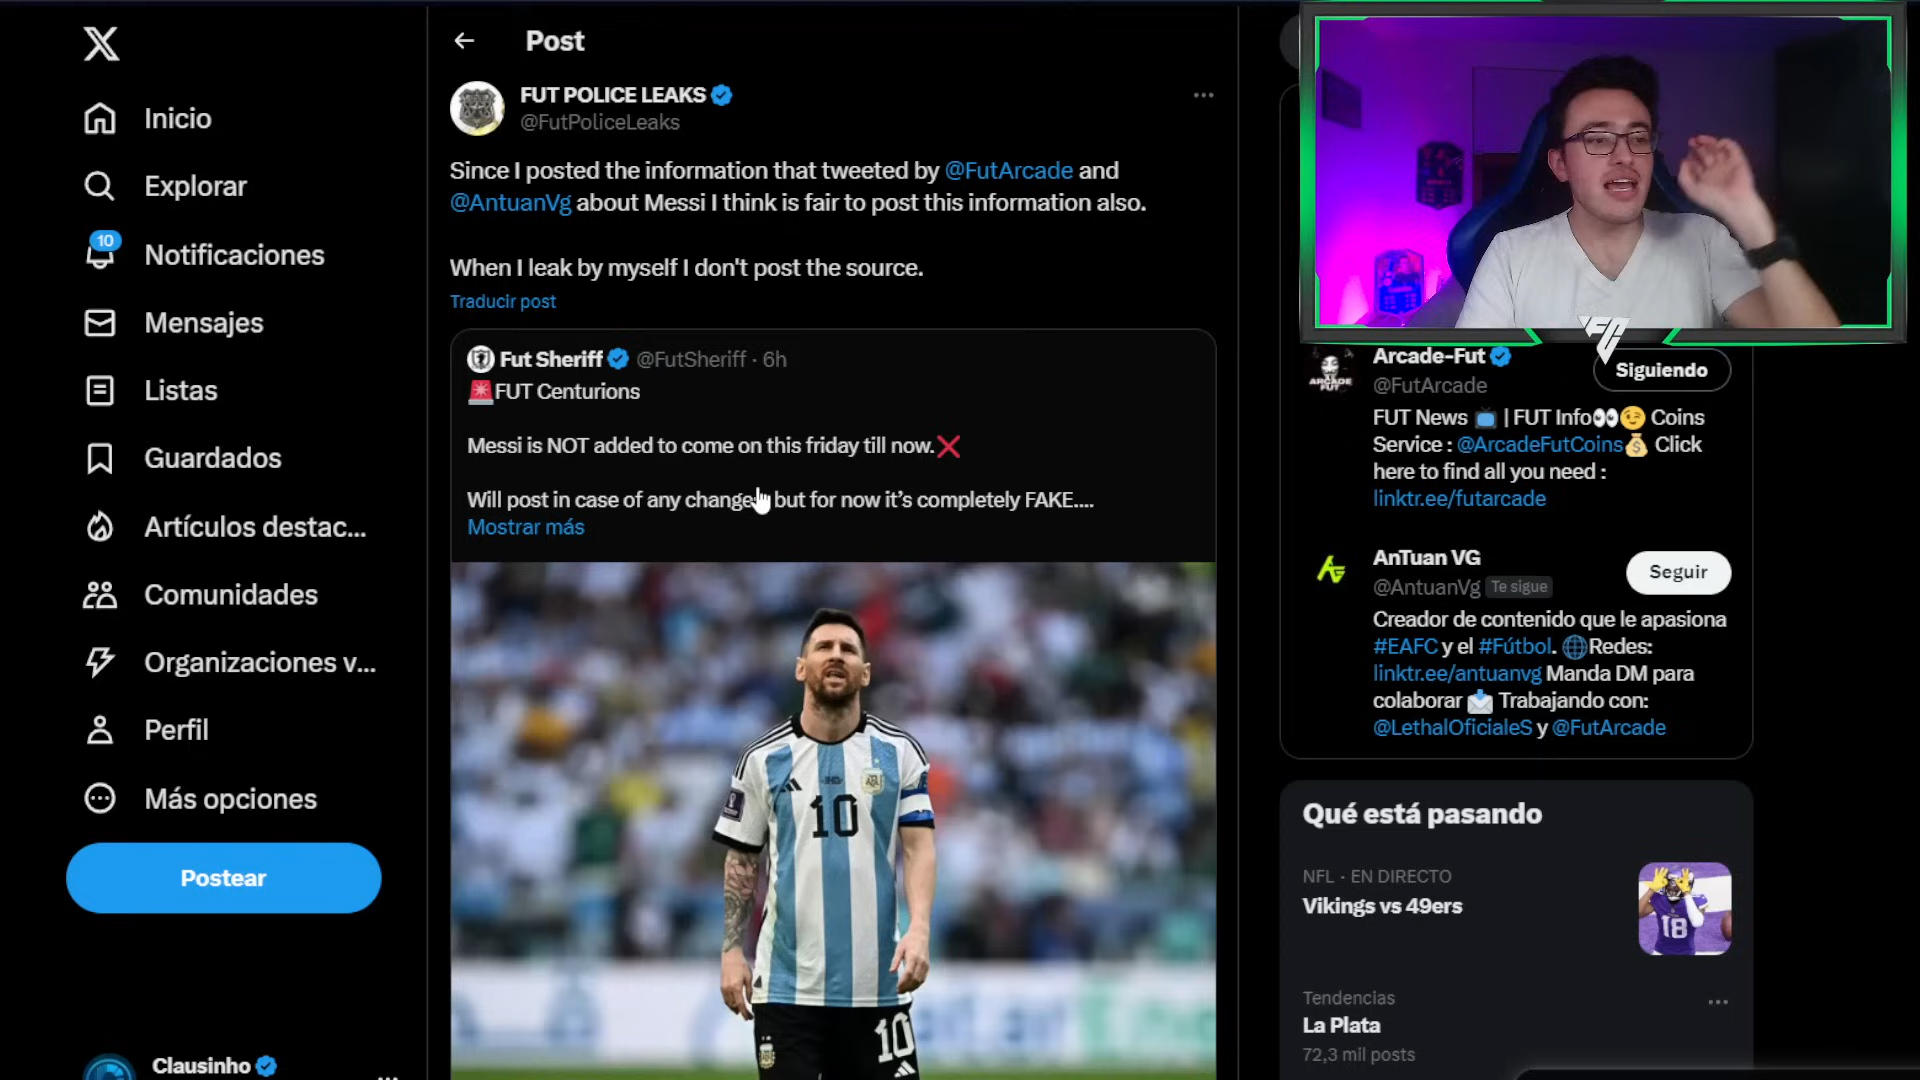 Inicio
Explorar
10
Notificaciones
Mensajes
Listas
Guardados
Artículos destac...
Comunidades
Organizaciones v...
Perfil
Más opciones
Postear
Clausinho
Post
FUT POLICE LEAKS
@FutPoliceLeaks
Since I posted the information that tweeted by @FutArcade and
@AntuanVg about Messi I think is fair to post this information also.
When I leak by myself I don't post the source.
Traducir post
Fut Sheriff @FutSheriff · 6h
🚨FUT Centurions
Messi is NOT added to come on this friday till now.❌
Will post in case of any change but for now it's completely FAKE....
Mostrar más
10
10
Arcade-Fut
@FutArcade
Siguiendo
FUT News 📺 | FUT Info👀😉 Coins
Service : @ArcadeFutCoins💰 Click
here to find all you need :
linktr.ee/futarcade
AnTuan VG
@AntuanVg Te sigue
Seguir
Creador de contenido que le apasiona
#EAFC y el #Fútbol. 🌐Redes:
linktr.ee/antuanvg Manda DM para
colaborar 📩 Trabajando con:
@LethalOficialeS y @FutArcade
Qué está pasando
NFL · EN DIRECTO
Vikings vs 49ers
18
Tendencias
La Plata
72,3 mil posts